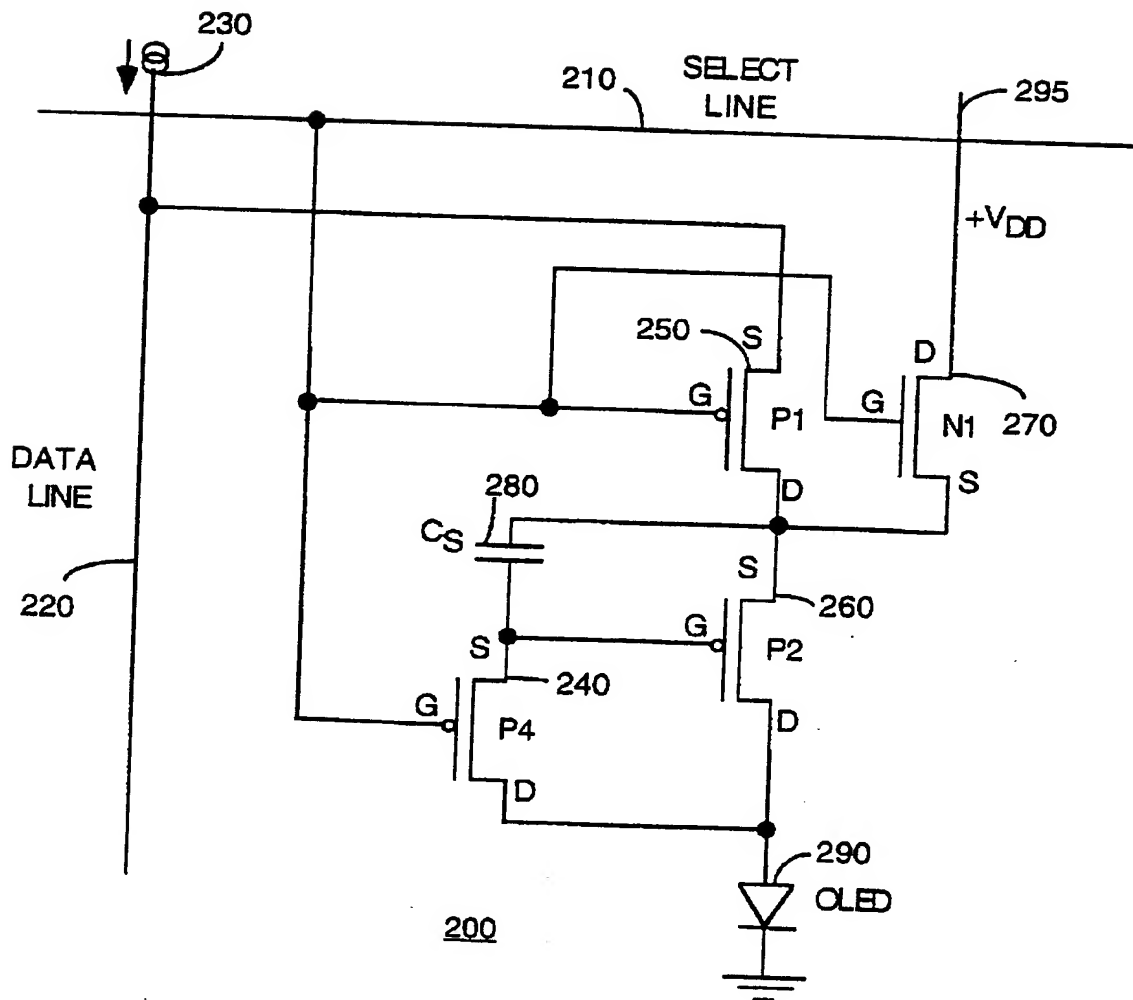 230
SELECT
LINE
210
295
+VDD
250
S
D
G
P1
G
N1
270
DATA
LINE
280
D
S
CS
S
220
260
G
P2
S
240
G
P4
D
D
290
OLED
200